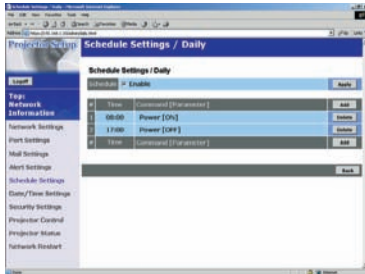 Projector Setup
Schedule Settings / Daily
Schedule Settings / Daily
Schedule Enable Apply
Logoff
Top:
Network
Information
Network Settings
Port Settings
Mail Settings
Alert Settings
Schedule Settings
Date/Time Settings
Security Settings
Projector Control
Projector Status
Network Restart
# Time Command [Parameter] Add
1 08:00 Power [ON] Delete
2 17:00 Power [OFF] Delete
# Time Command [Parameter] Add
Back